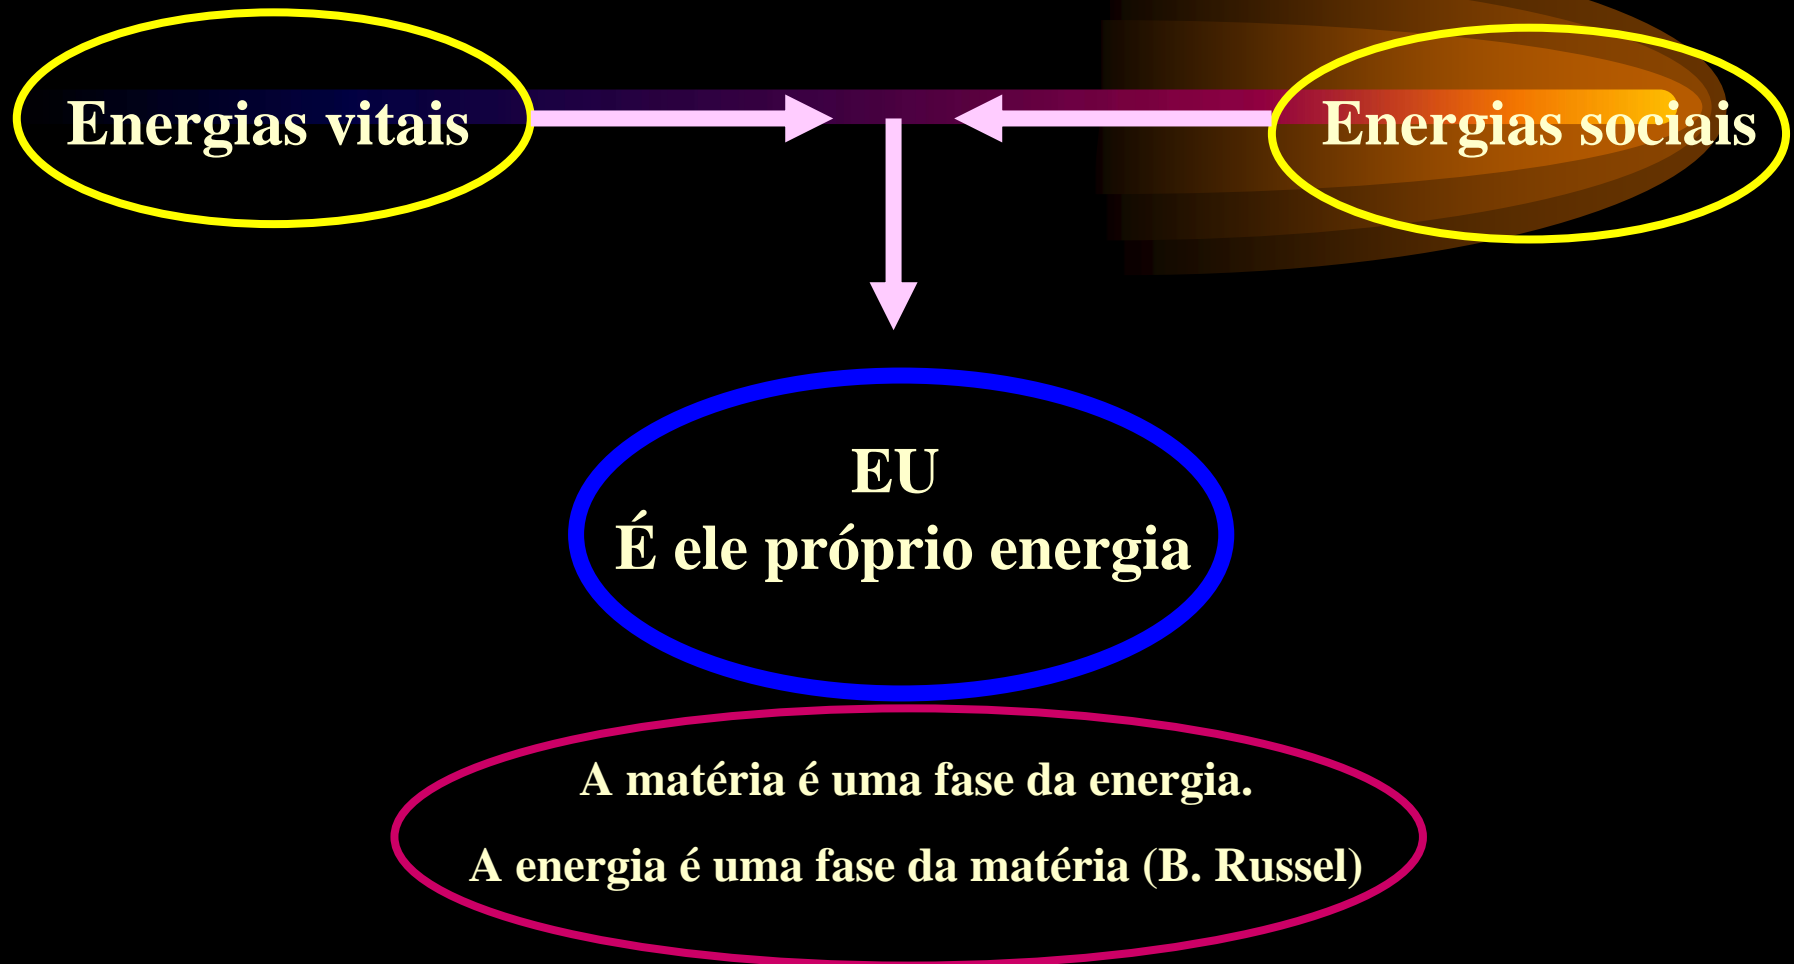 Energias vitais
Energias sociais
EU
É ele próprio energia
A matéria é uma fase da energia.
A energia é uma fase da matéria (B. Russel)